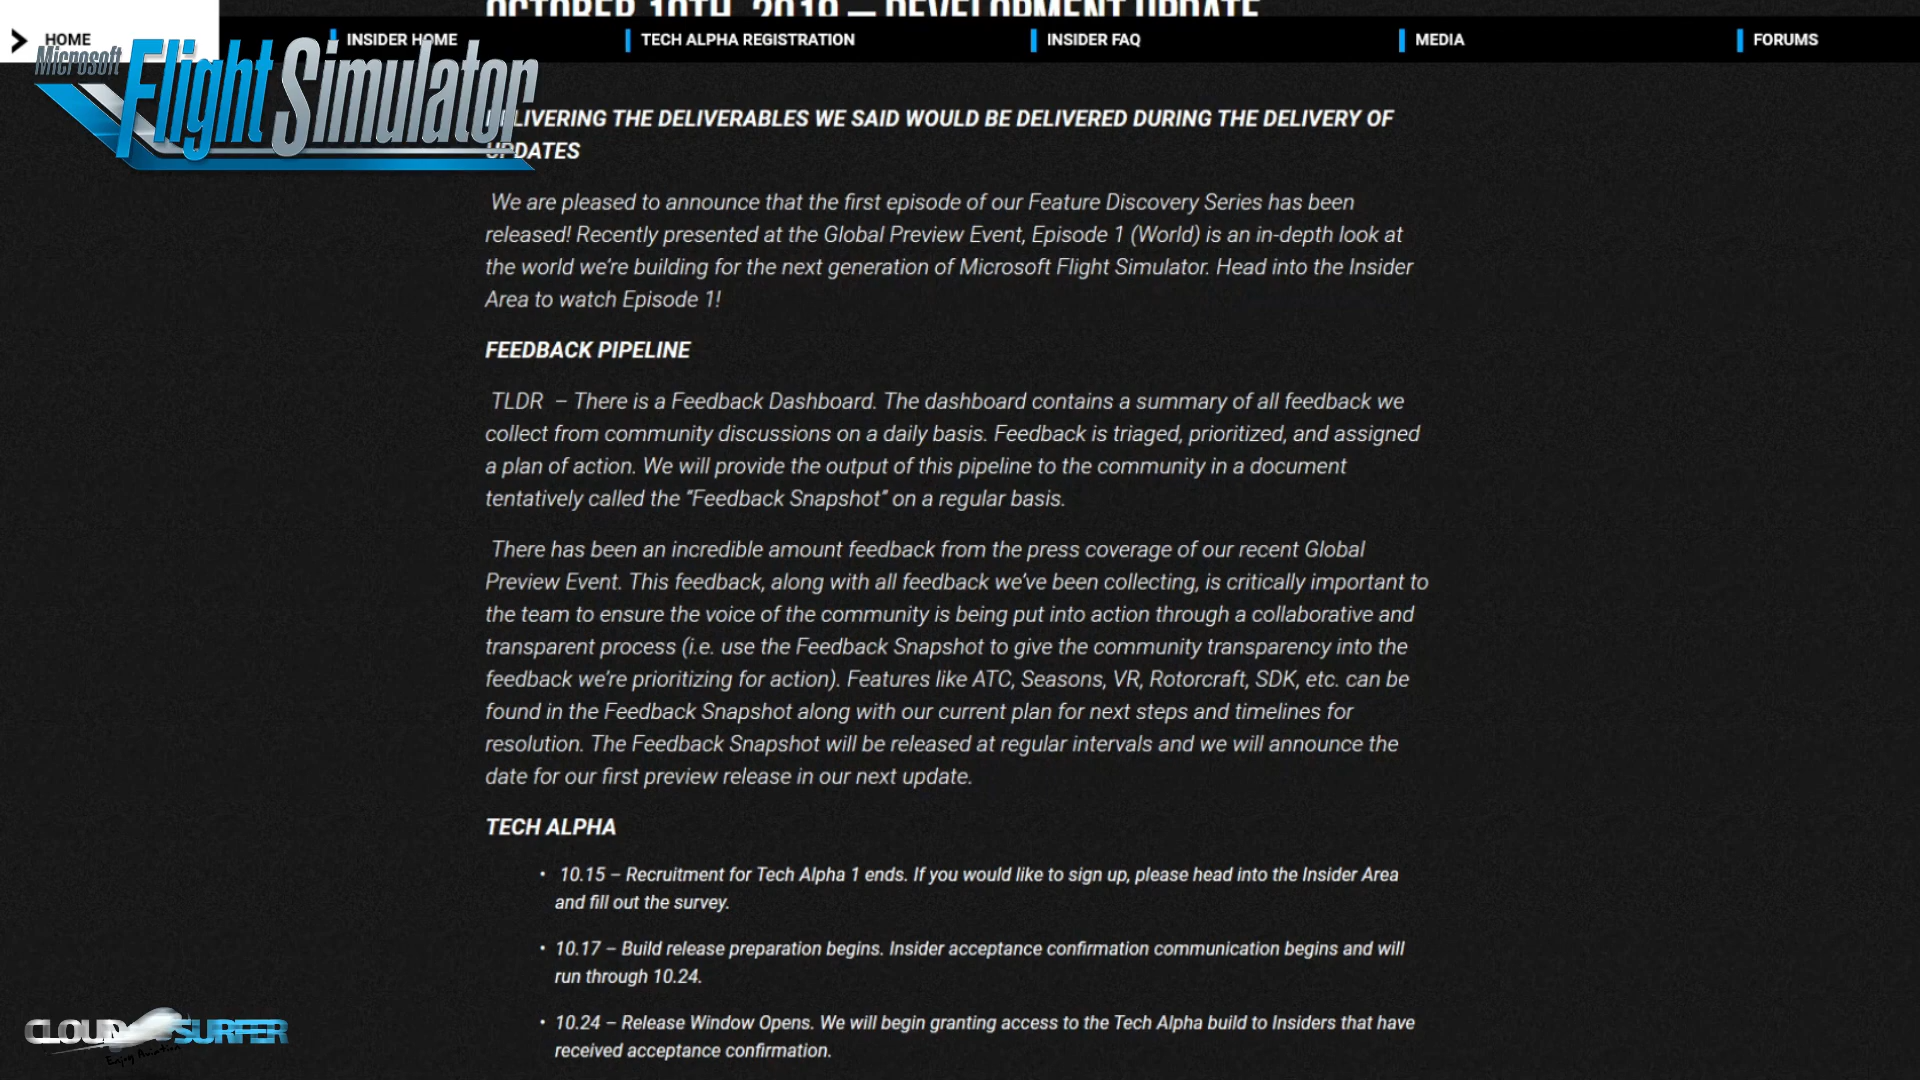 OCTOBER 10TH, 2019 – DEVELOPMENT UPDATE
HOME
INSIDER HOME
TECH ALPHA REGISTRATION
INSIDER FAQ
MEDIA
FORUMS
Microsoft
Flight Simulator
DELIVERING THE DELIVERABLES WE SAID WOULD BE DELIVERED DURING THE DELIVERY OF
UPDATES
We are pleased to announce that the first episode of our Feature Discovery Series has been
released! Recently presented at the Global Preview Event, Episode 1 (World) is an in-depth look at
the world we're building for the next generation of Microsoft Flight Simulator. Head into the Insider
Area to watch Episode 1!
FEEDBACK PIPELINE
TLDR – There is a Feedback Dashboard. The dashboard contains a summary of all feedback we
collect from community discussions on a daily basis. Feedback is triaged, prioritized, and assigned
a plan of action. We will provide the output of this pipeline to the community in a document
tentatively called the "Feedback Snapshot" on a regular basis.
There has been an incredible amount feedback from the press coverage of our recent Global
Preview Event. This feedback, along with all feedback we've been collecting, is critically important to
the team to ensure the voice of the community is being put into action through a collaborative and
transparent process (i.e. use the Feedback Snapshot to give the community transparency into the
feedback we're prioritizing for action). Features like ATC, Seasons, VR, Rotorcraft, SDK, etc. can be
found in the Feedback Snapshot along with our current plan for next steps and timelines for
resolution. The Feedback Snapshot will be released at regular intervals and we will announce the
date for our first preview release in our next update.
TECH ALPHA
• 10.15 – Recruitment for Tech Alpha 1 ends. If you would like to sign up, please head into the Insider Area
and fill out the survey.
• 10.17 – Build release preparation begins. Insider acceptance confirmation communication begins and will
run through 10.24.
• 10.24 – Release Window Opens. We will begin granting access to the Tech Alpha build to Insiders that have
received acceptance confirmation.
CLOUD SURFER
Enjoy Aviation